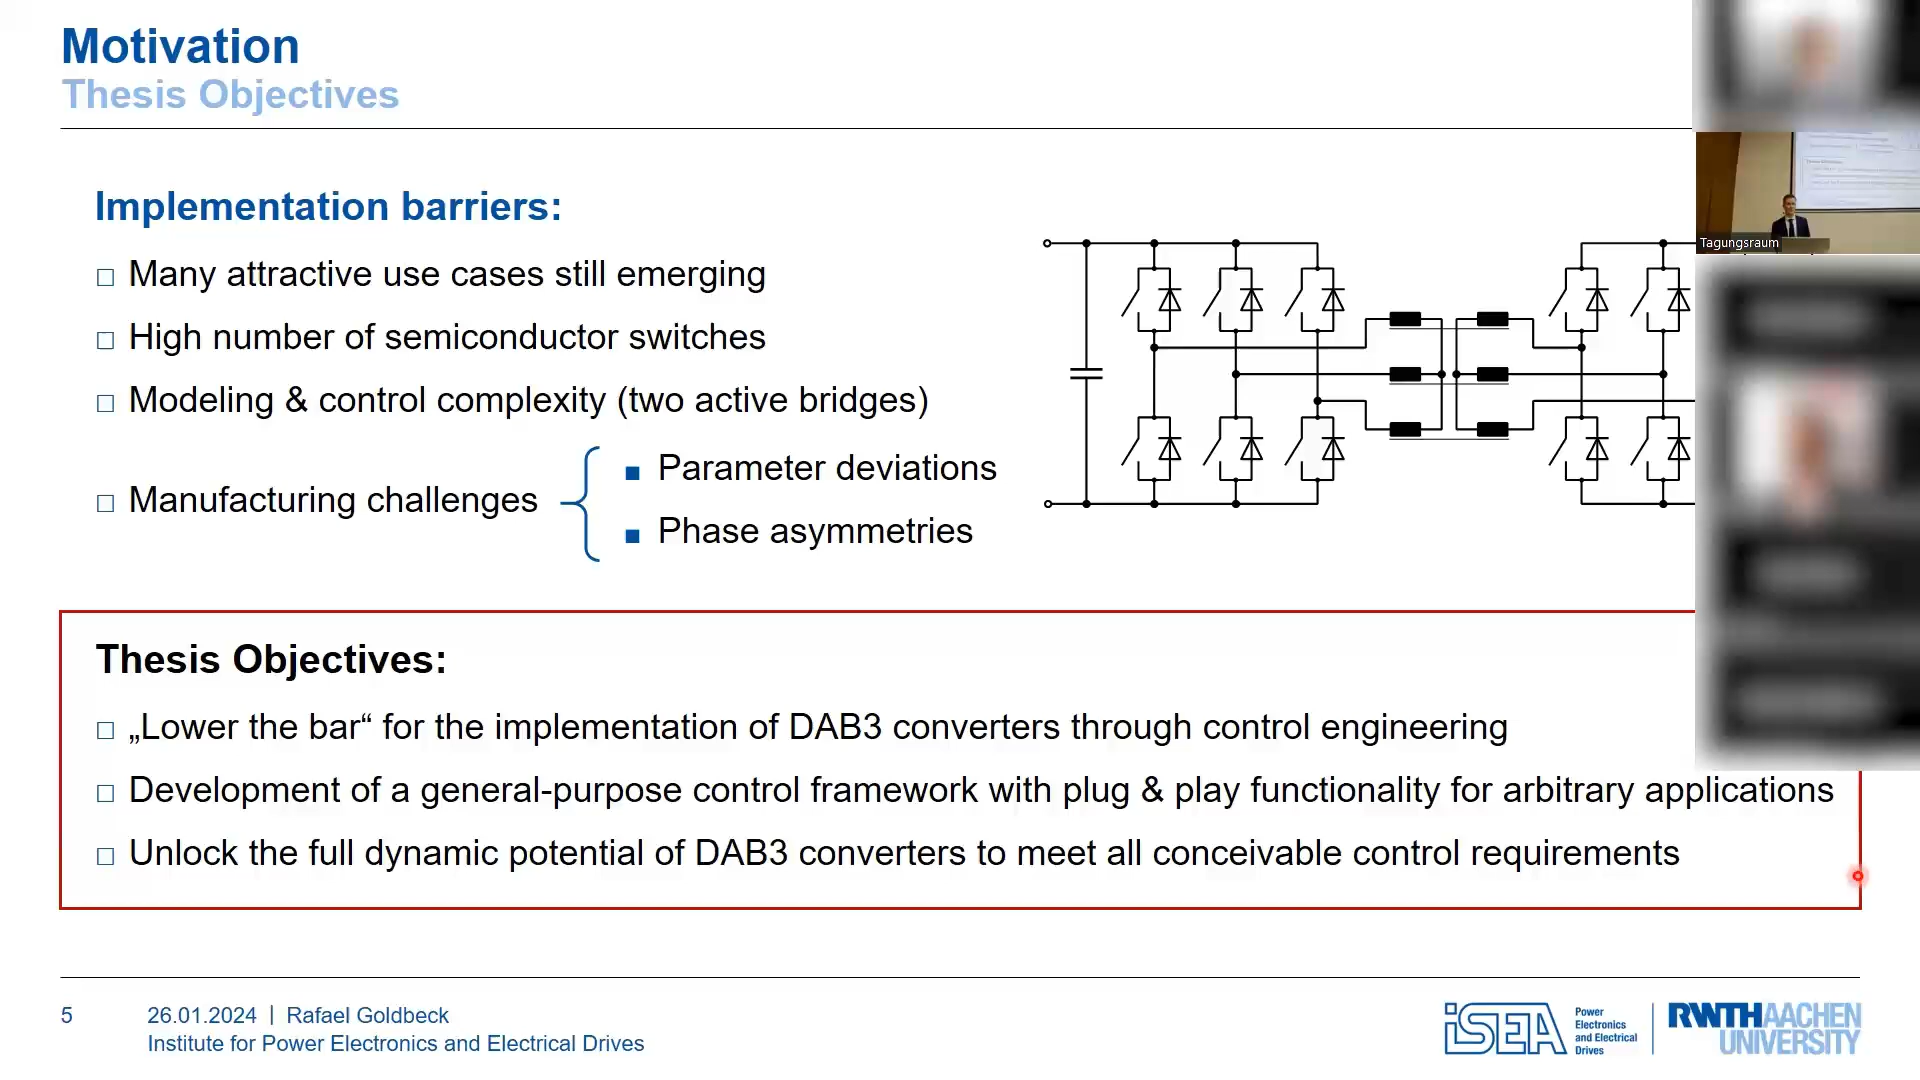 Motivation
Thesis Objectives
Implementation barriers:
Many attractive use cases still emerging
High number of semiconductor switches
Modeling & control complexity (two active bridges)
Manufacturing challenges
Parameter deviations
Phase asymmetries
Tagungsraum
Thesis Objectives:
„Lower the bar“ for the implementation of DAB3 converters through control engineering
Development of a general-purpose control framework with plug & play functionality for arbitrary applications
Unlock the full dynamic potential of DAB3 converters to meet all conceivable control requirements
5
26.01.2024 | Rafael Goldbeck
Institute for Power Electronics and Electrical Drives
iSEA
Power
Electronics
and Electrical
Drives
RWTH AACHEN
UNIVERSITY